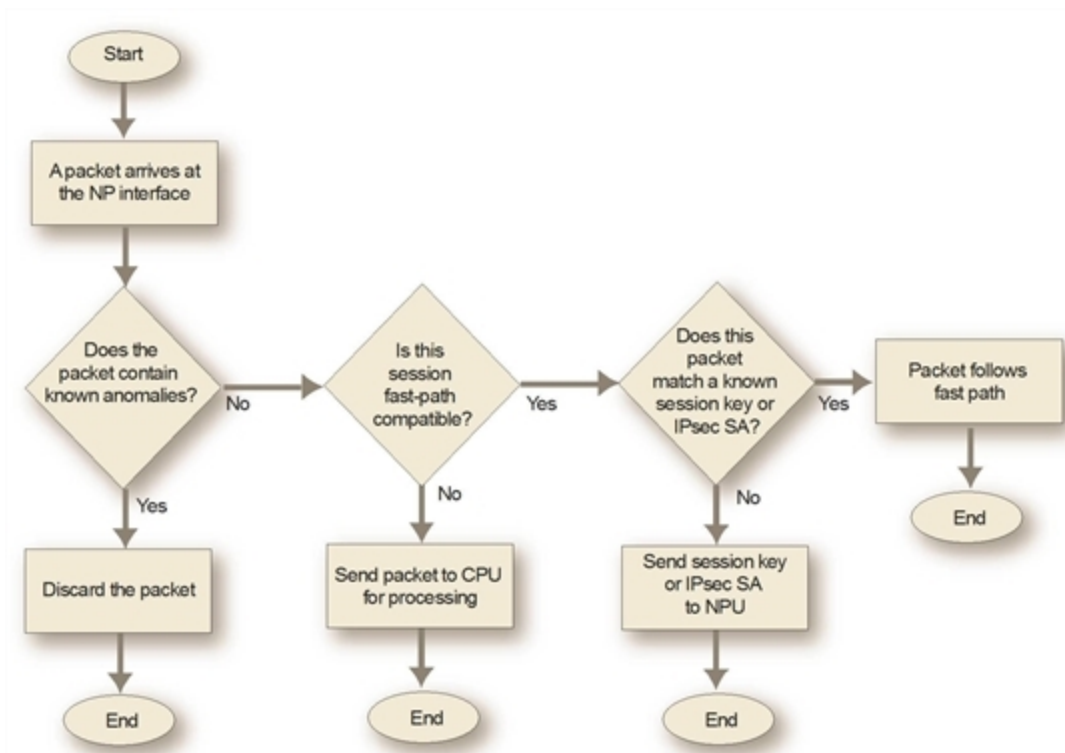 Start
A packet arrives at
the NP interface
Does the
packet contain
known anomalies?
No
Is this
session
fast-path
compatible?
Yes
Does this
packet
match a known
session key or
IPsec SA?
Yes
Packet follows
fast path
End
Yes
Discard the packet
End
No
Send packet to CPU
for processing
End
No
Send session key
or IPsec SA
to NPU
End